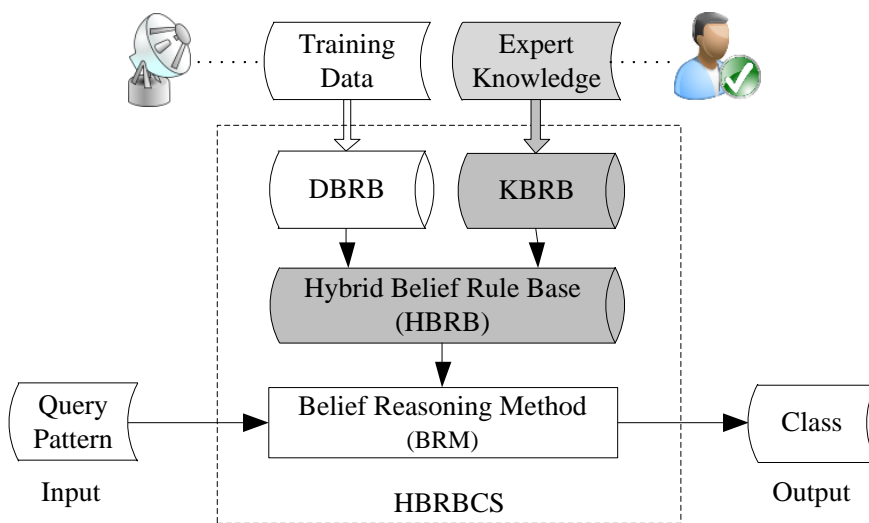 Training
Data
Expert
Knowledge
DBRB
KBRB
Hybrid Belief Rule Base
(HBRB)
Query
Pattern
Belief Reasoning Method
(BRM)
Class
Input
HBRBCS
Output